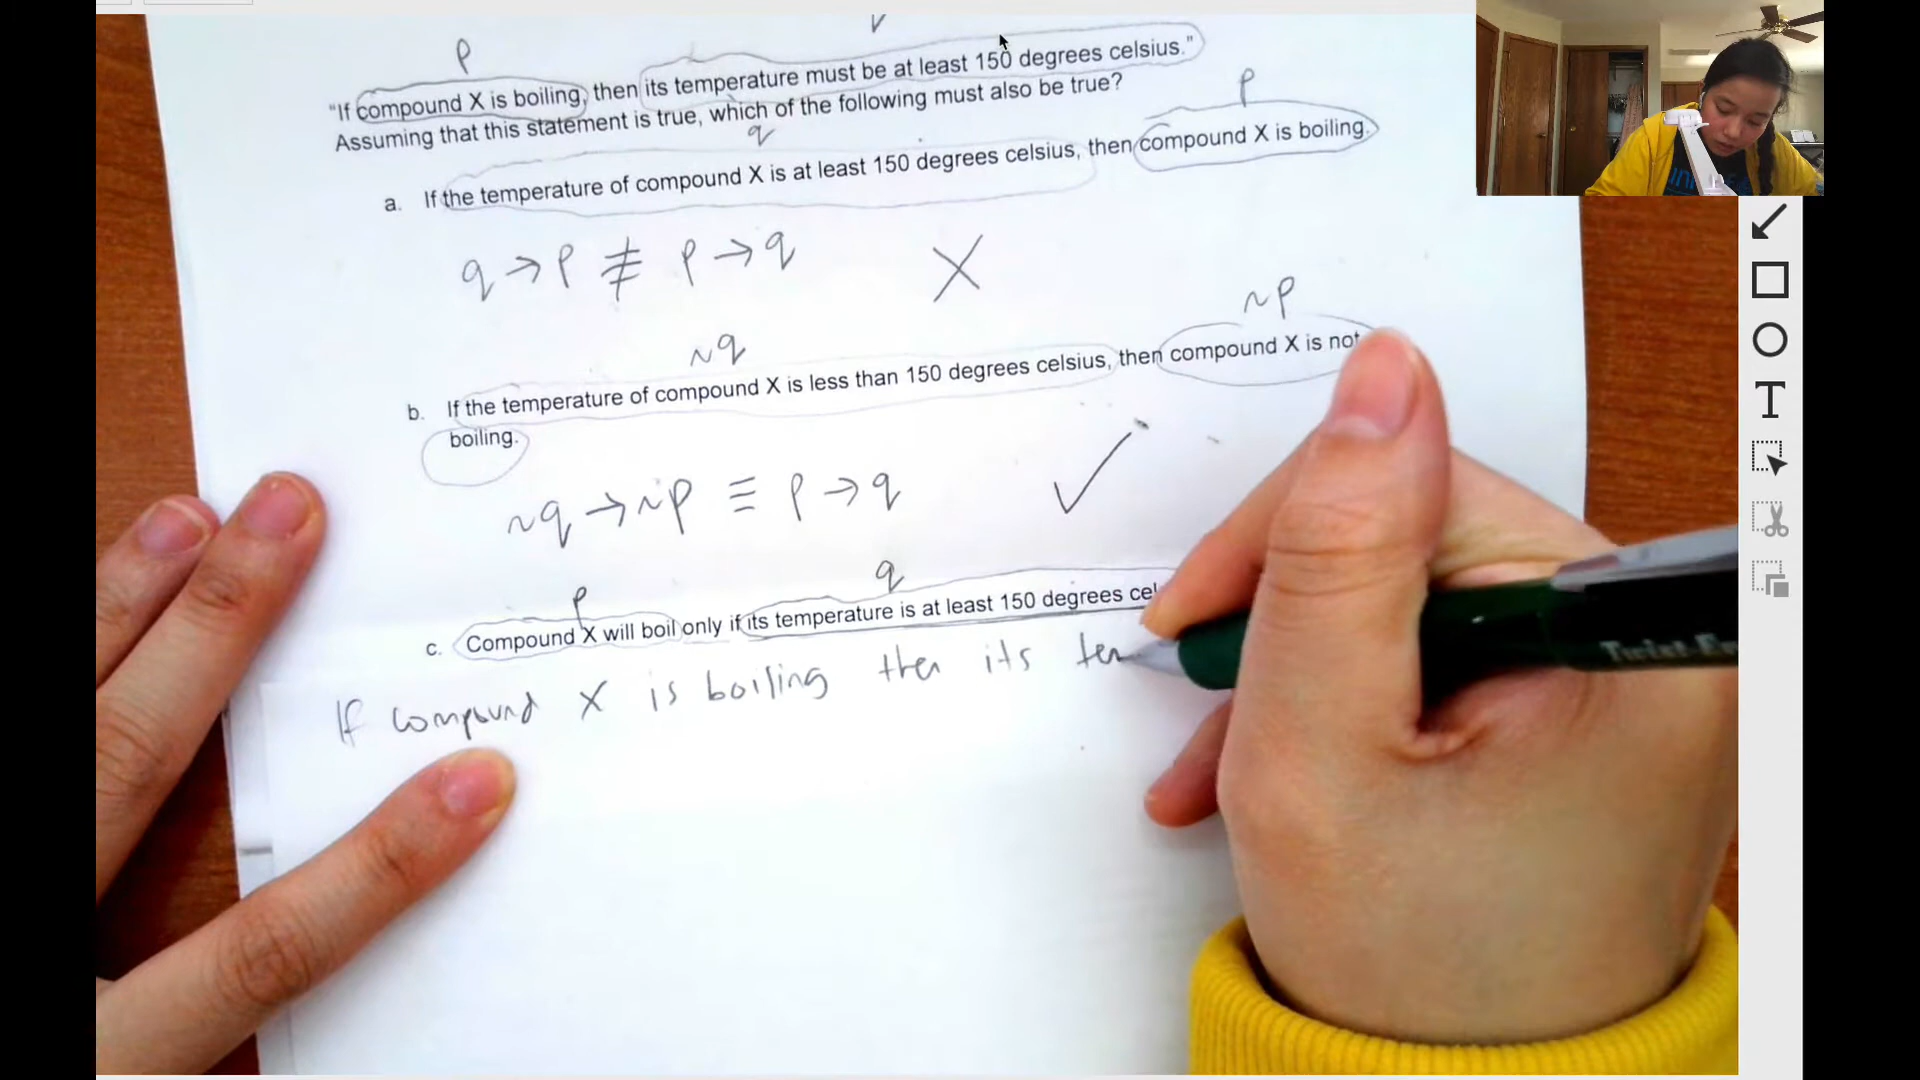 p
"If compound X is boiling, then its temperature must be at least 150 degrees celsius."
Assuming that this statement is true, which of the following must also be true?
q p
a. If the temperature of compound X is at least 150 degrees celsius, then compound X is boiling.
q → p ≢ p → q X
~q ~p
b. If the temperature of compound X is less than 150 degrees celsius, then compound X is not
boiling.
~q → ~p ≡ p → q ✓
p q
c. Compound X will boil only if its temperature is at least 150 degrees cel
If compound X is boiling then its tem
T